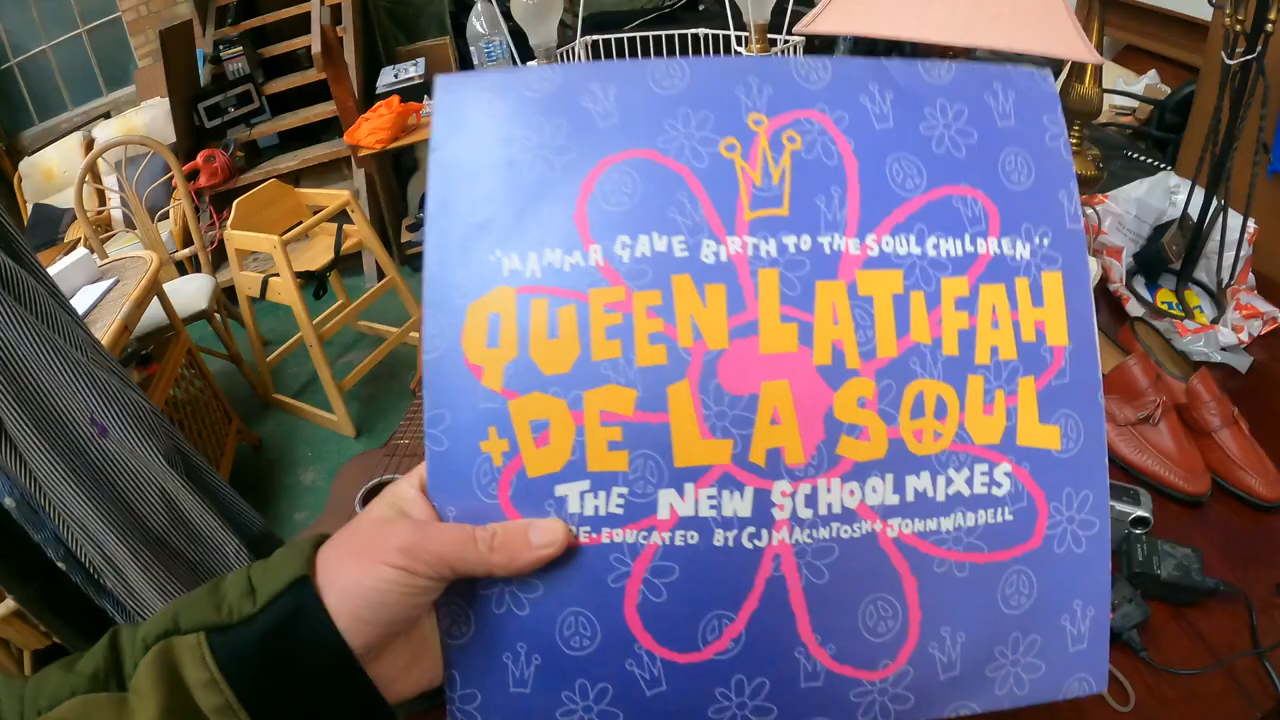 "MAMMA GAVE BIRTH TO THE SOUL CHILDREN"
QUEEN LATIFAH
+ DE LA SOUL
THE NEW SCHOOL MIXES
RE-EDUCATED BY CJ MACINTOSH + JOHN WADDELL